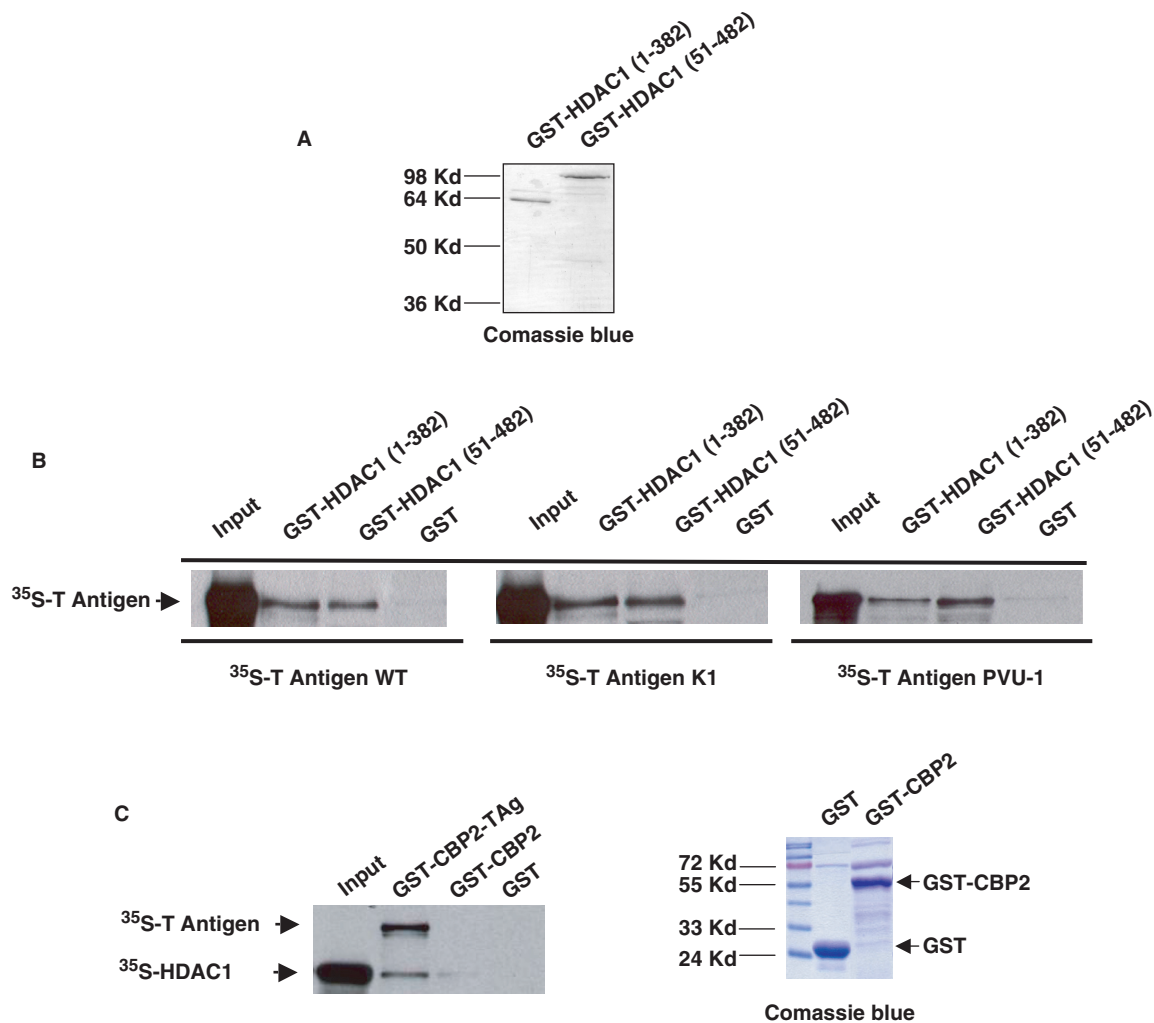 A
GST-HDAC1 (1-382)
GST-HDAC1 (51-482)
98 Kd
64 Kd
50 Kd
36 Kd
Comassie blue
B
Input
GST-HDAC1 (1-382)
GST-HDAC1 (51-482)
GST
Input
GST-HDAC1 (1-382)
GST-HDAC1 (51-482)
GST
Input
GST-HDAC1 (1-382)
GST-HDAC1 (51-482)
GST
³⁵S-T Antigen
³⁵S-T Antigen WT
³⁵S-T Antigen K1
³⁵S-T Antigen PVU-1
C
Input
GST-CBP2-TAg
GST-CBP2
GST
³⁵S-T Antigen
³⁵S-HDAC1
GST
GST-CBP2
72 Kd
55 Kd
33 Kd
24 Kd
GST-CBP2
GST
Comassie blue